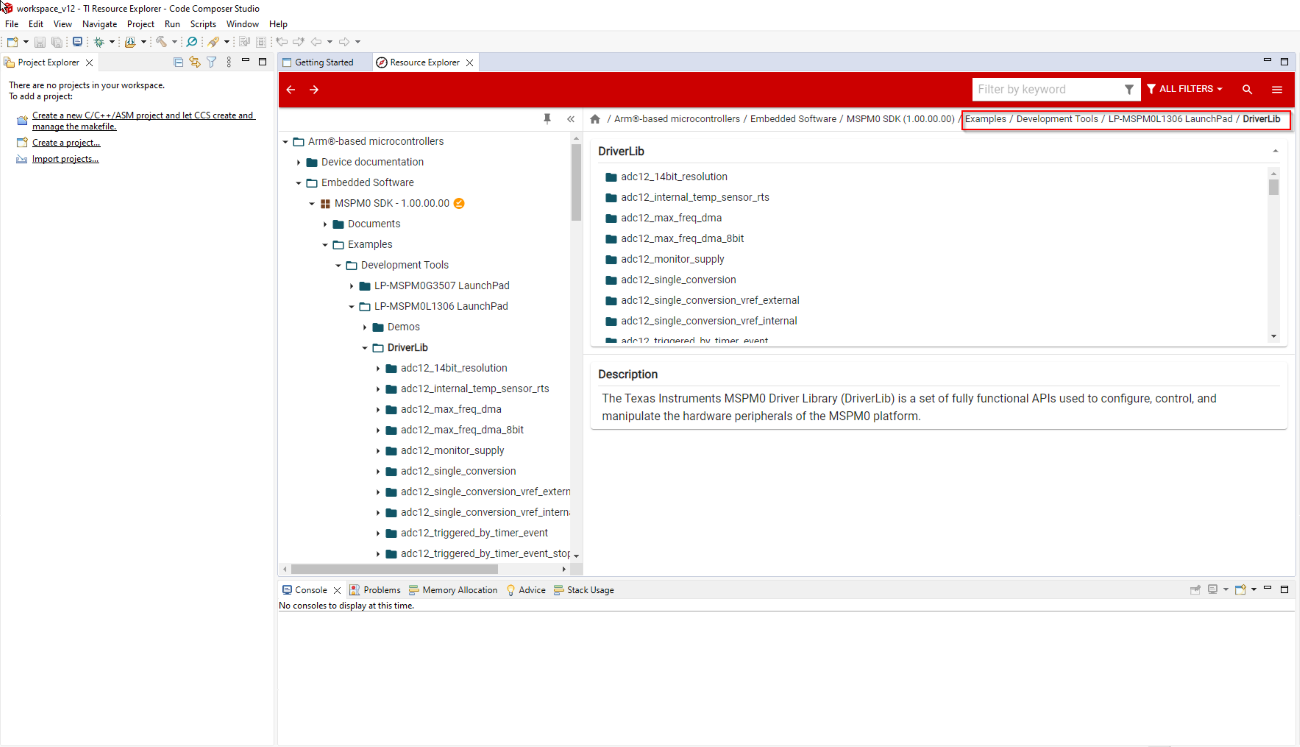 workspace_v12 - TI Resource Explorer - Code Composer Studio
File Edit View Navigate Project Run Scripts Window Help
Project Explorer
There are no projects in your workspace.
To add a project:
Create a new C/C++/ASM project and let CCS create and
manage the makefile.
Create a project...
Import projects...
Getting Started Resource Explorer
Filter by keyword ALL FILTERS
/ Arm®-based microcontrollers / Embedded Software / MSPM0 SDK (1.00.00.00) / Examples / Development Tools / LP-MSPM0L1306 LaunchPad / DriverLib
Arm®-based microcontrollers
Device documentation
Embedded Software
MSPM0 SDK - 1.00.00.00
Documents
Examples
Development Tools
LP-MSPM0G3507 LaunchPad
LP-MSPM0L1306 LaunchPad
Demos
DriverLib
adc12_14bit_resolution
adc12_internal_temp_sensor_rts
adc12_max_freq_dma
adc12_max_freq_dma_8bit
adc12_monitor_supply
adc12_single_conversion
adc12_single_conversion_vref_extern
adc12_single_conversion_vref_intern
adc12_triggered_by_timer_event
adc12_triggered_by_timer_event_stop
DriverLib
adc12_14bit_resolution
adc12_internal_temp_sensor_rts
adc12_max_freq_dma
adc12_max_freq_dma_8bit
adc12_monitor_supply
adc12_single_conversion
adc12_single_conversion_vref_external
adc12_single_conversion_vref_internal
adc12_triggered_by_timer_event
Description
The Texas Instruments MSPM0 Driver Library (DriverLib) is a set of fully functional APIs used to configure, control, and
manipulate the hardware peripherals of the MSPM0 platform.
Console Problems Memory Allocation Advice Stack Usage
No consoles to display at this time.